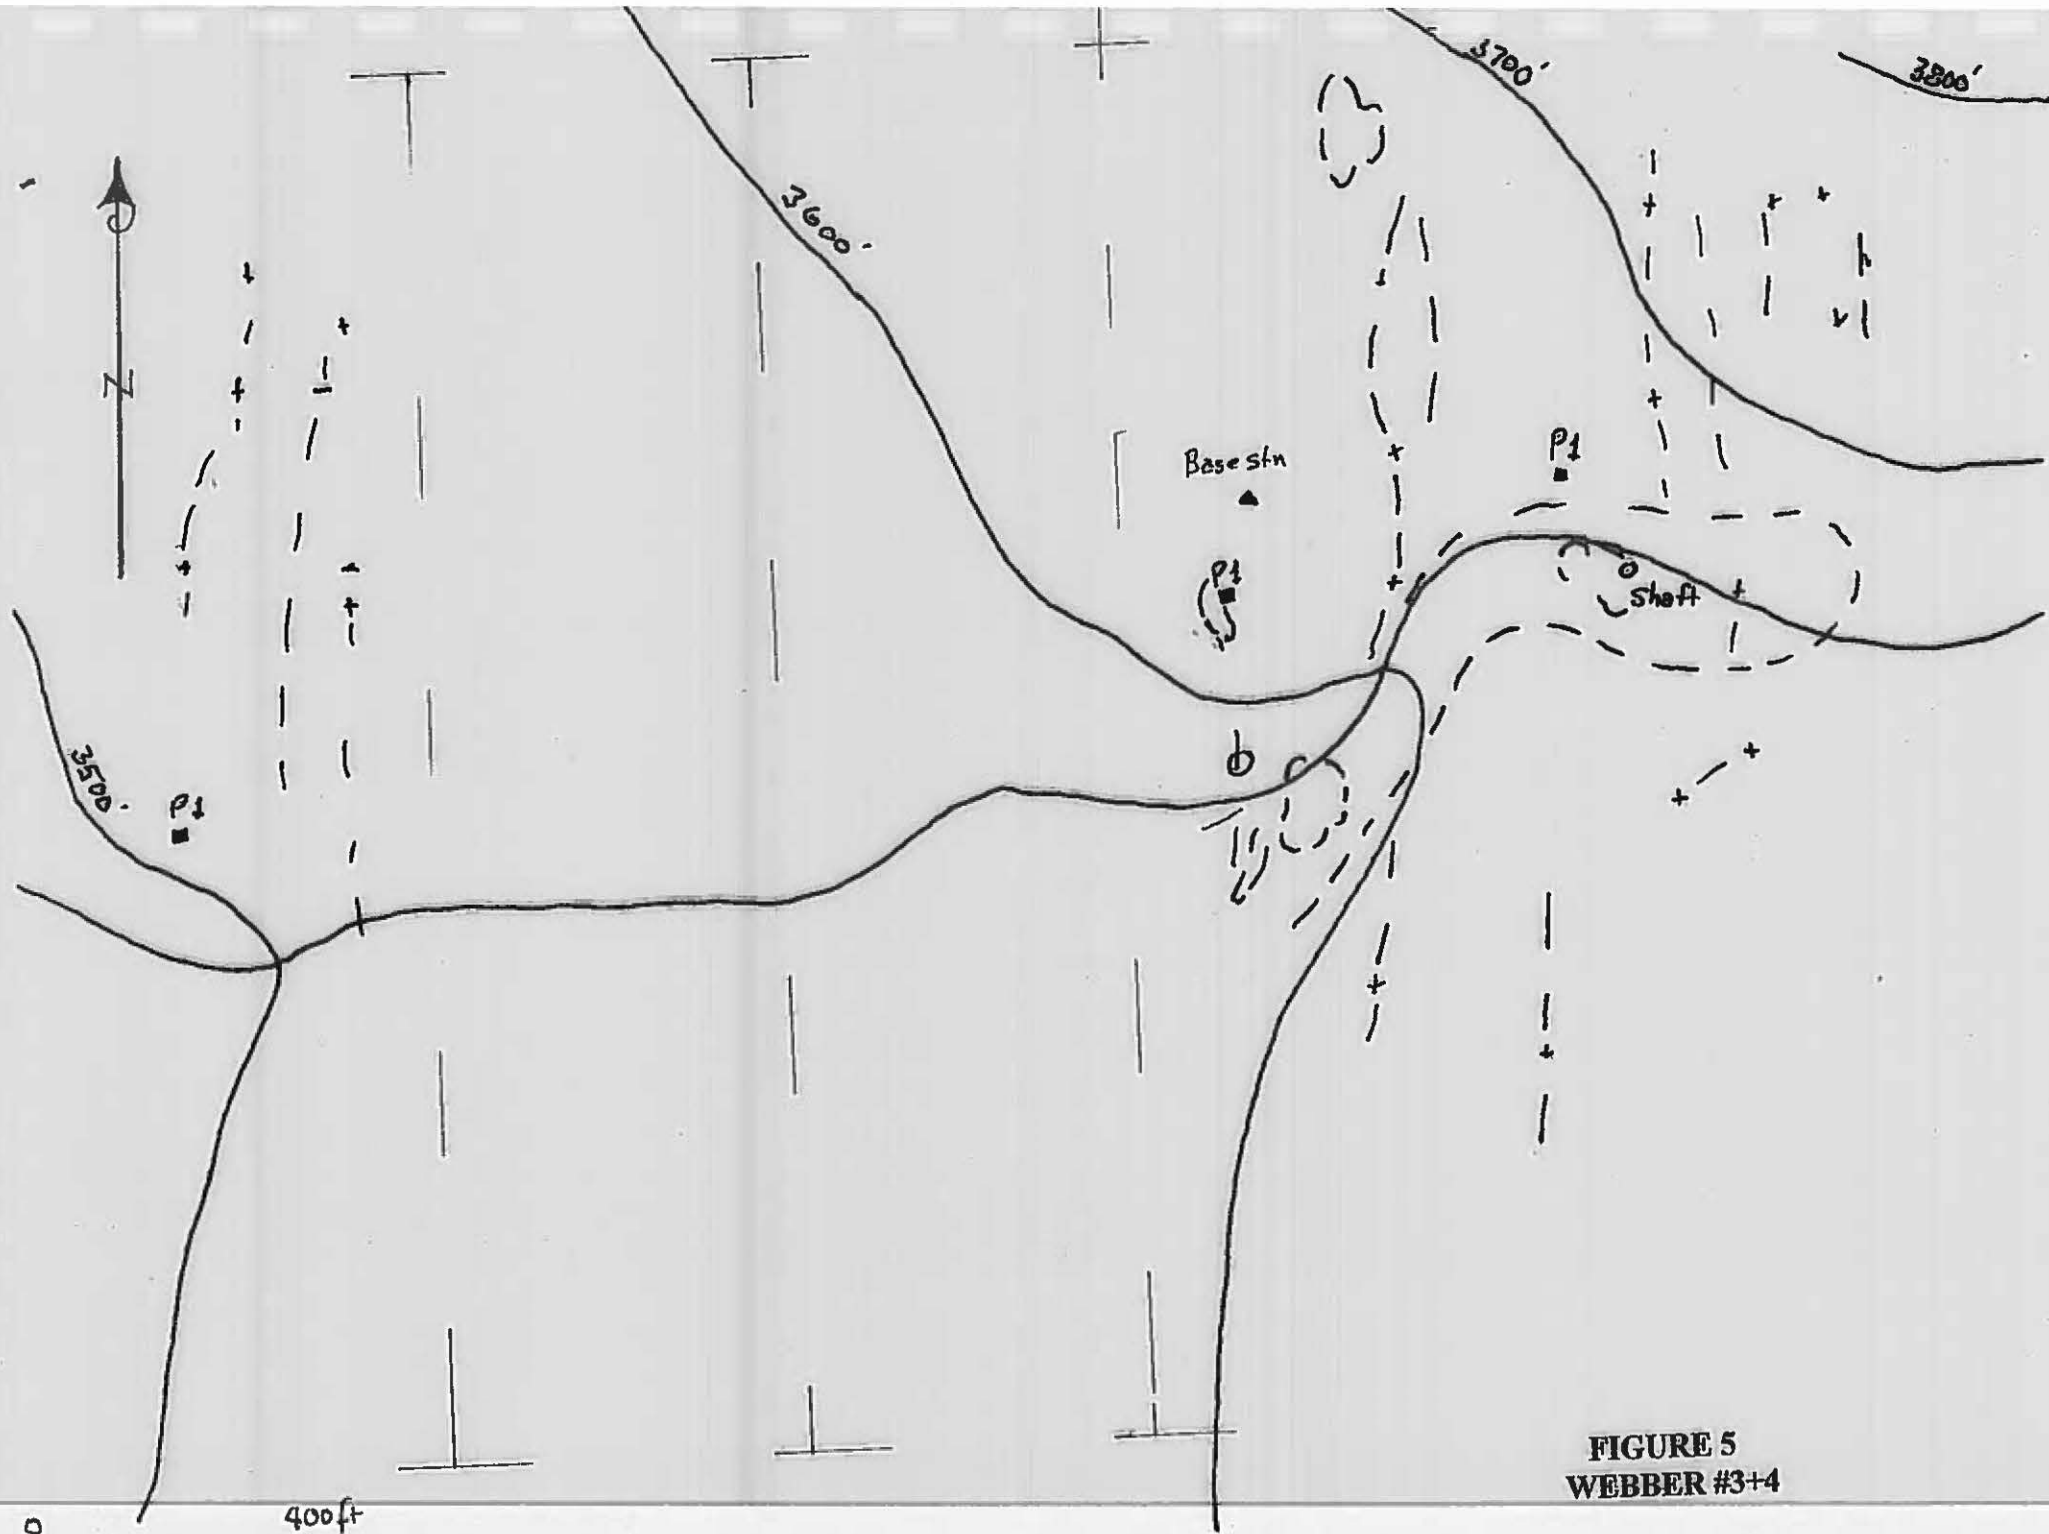 3700'
3800'
3600'
N
Base stn
P1
P1
Shaft
3500'
P1
FIGURE 5
WEBBER #3+4
0
400ft